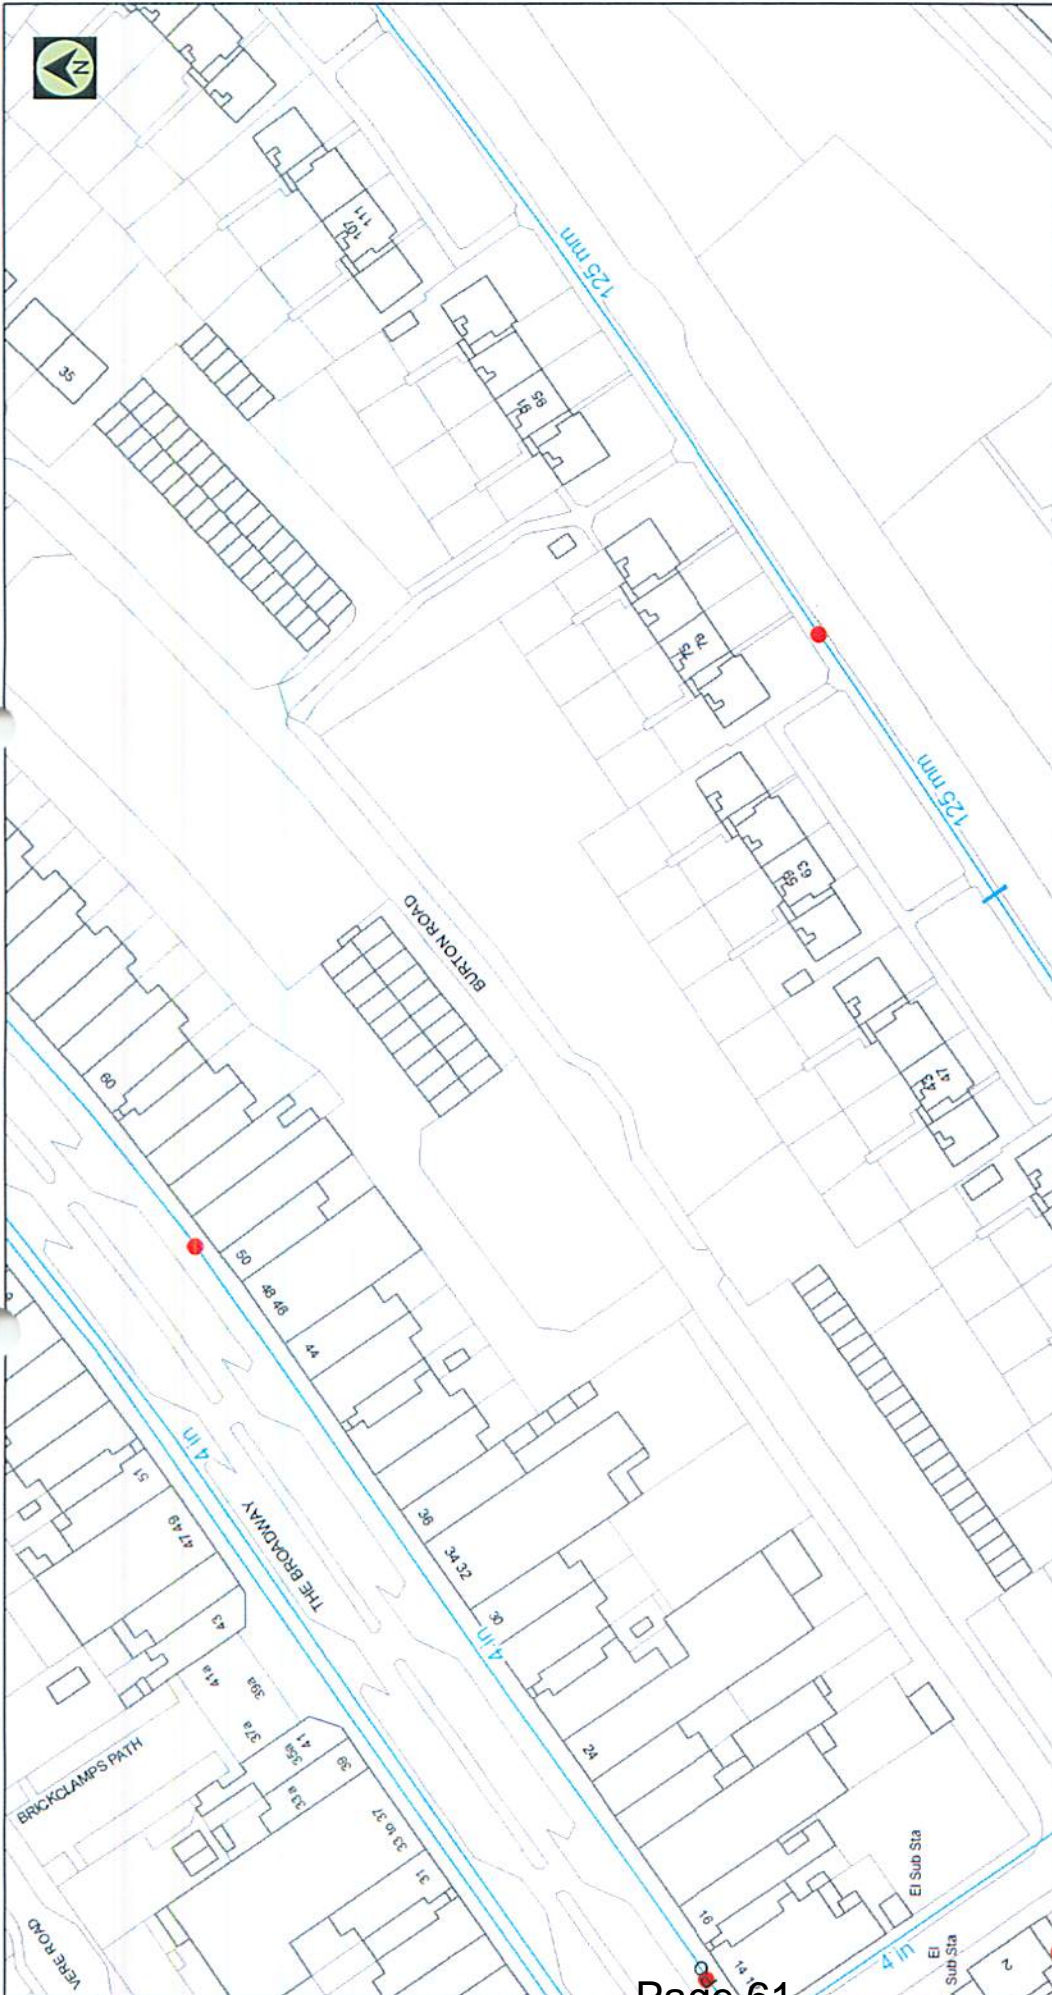 N
125 mm
111
107
35
95
91
79
75
125 mm
63
59
BURTON ROAD
47
43
60
50
48 46
44
4 in
51
THE BROADWAY
36
47 49
34 32
30
43
4 in
41a
39a
37a
41
35a
24
39
BRICKCLAMPS PATH
33a
33 to 37
31
El Sub Sta
16
VERE ROAD
4 in
El
Sub Sta
2
14
Page 61